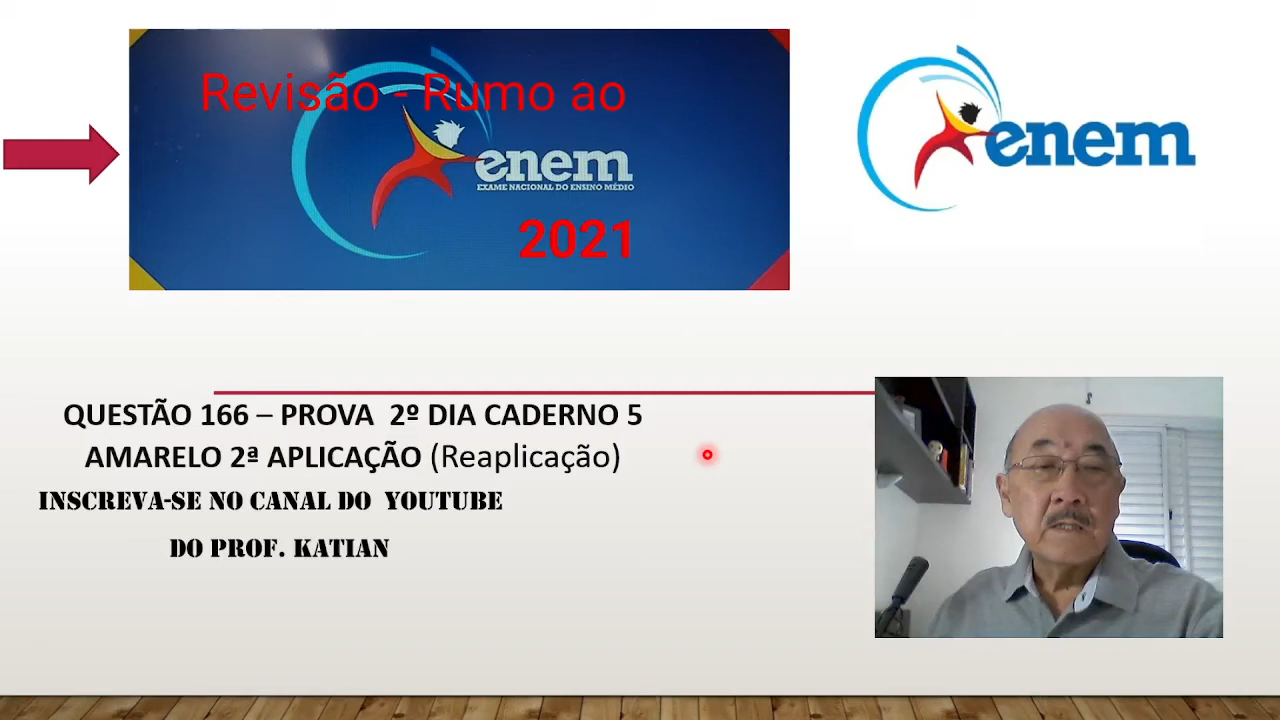 Revisão - Rumo ao
enem
EXAME NACIONAL DO ENSINO MÉDIO
2021
enem
QUESTÃO 166 – PROVA 2º DIA CADERNO 5
AMARELO 2ª APLICAÇÃO (Reaplicação)
INSCREVA-SE NO CANAL DO YOUTUBE
DO PROF. KATIAN